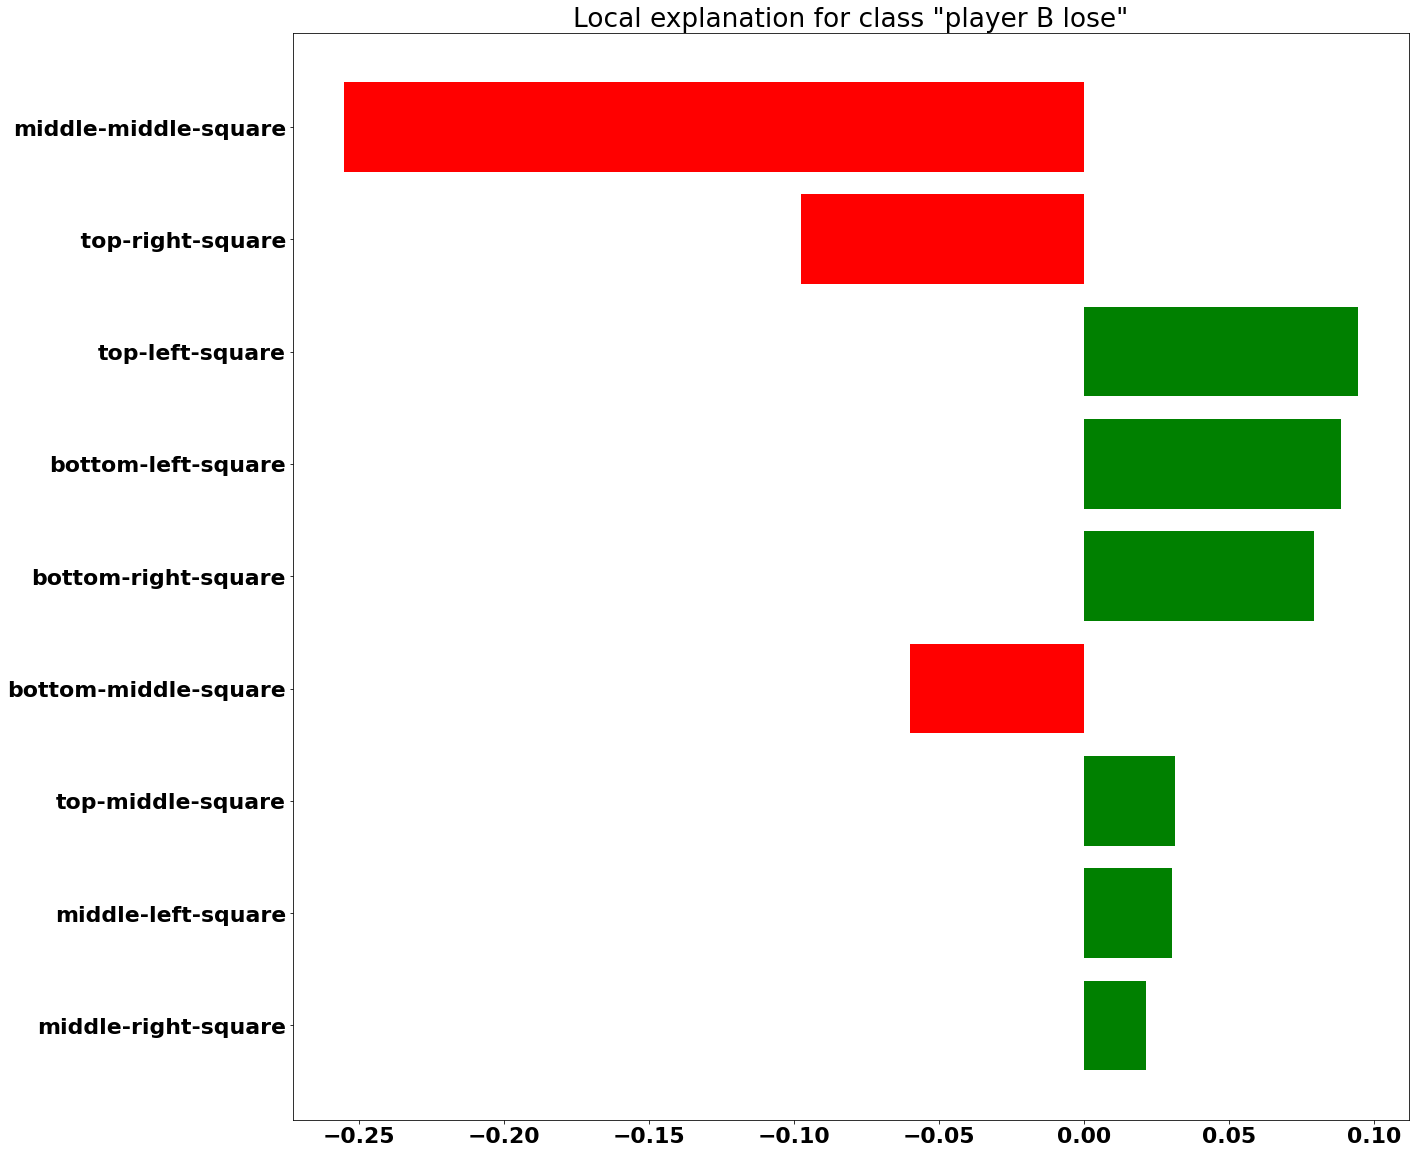 Local explanation for class "player B lose"
middle-middle-square
top-right-square
top-left-square
bottom-left-square
bottom-right-square
bottom-middle-square
top-middle-square
middle-left-square
middle-right-square
−0.25 −0.20 −0.15 −0.10 −0.05 0.00 0.05 0.10